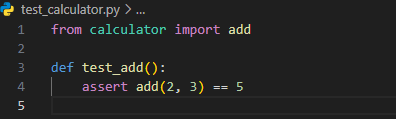 test_calculator.py > ...
1 from calculator import add
2
3 def test_add():
4     assert add(2, 3) == 5
5